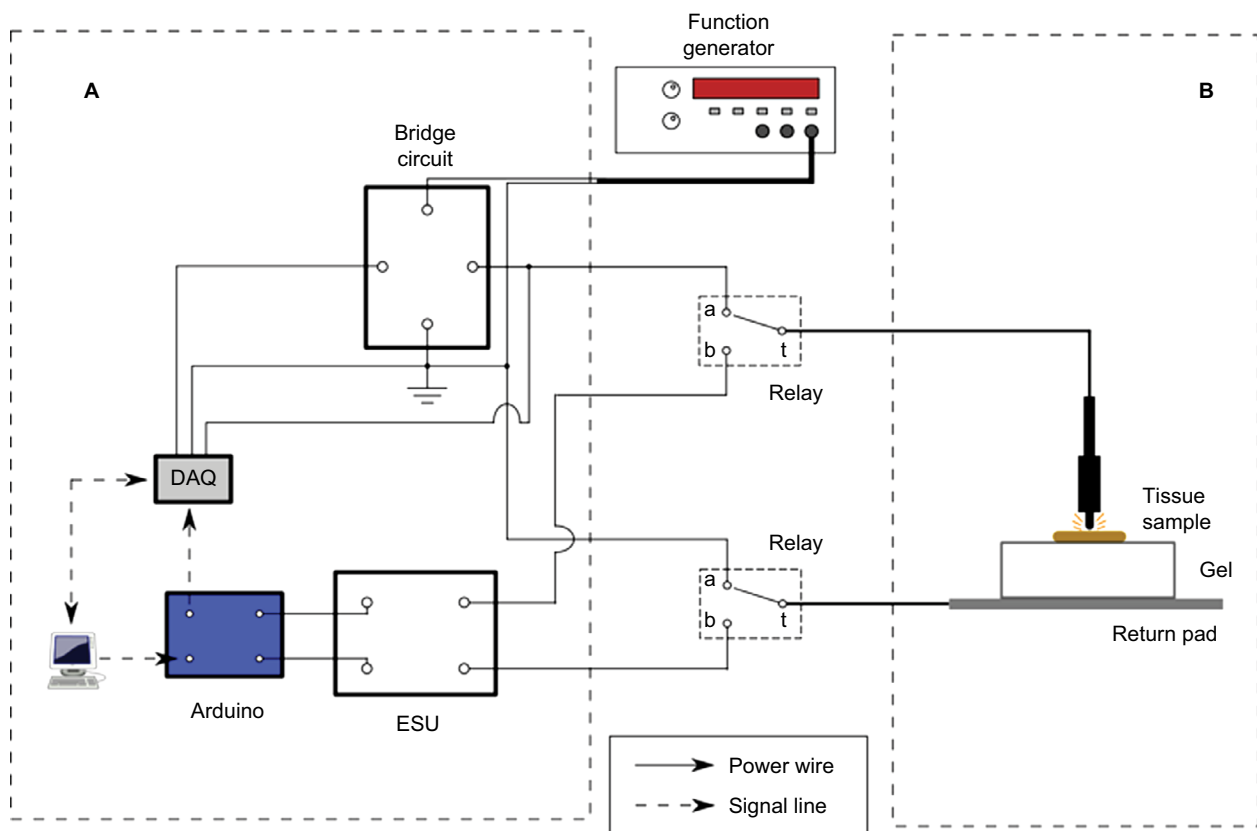 Function
generator
A
B
Bridge
circuit
a
b
t
Relay
DAQ
Tissue
sample
Relay
a
b
t
Gel
Return pad
Arduino
ESU
Power wire
Signal line